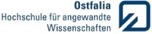 Ostfalia
Hochschule für angewandte
Wissenschaften